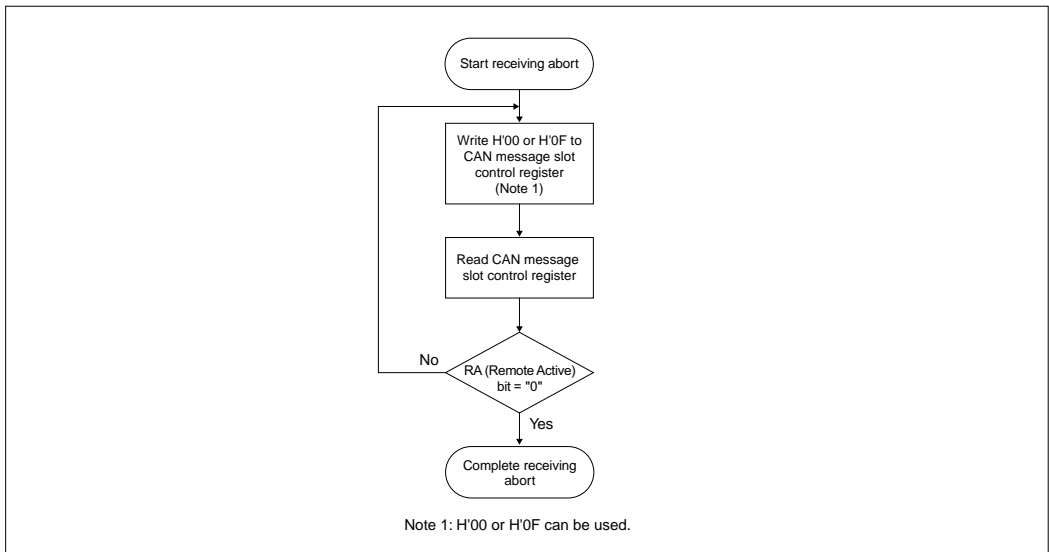 Start receiving abort
Write H'00 or H'0F to
CAN message slot
control register
(Note 1)
Read CAN message
slot control register
No
RA (Remote Active)
bit = "0"
Yes
Complete receiving
abort
Note 1: H'00 or H'0F can be used.